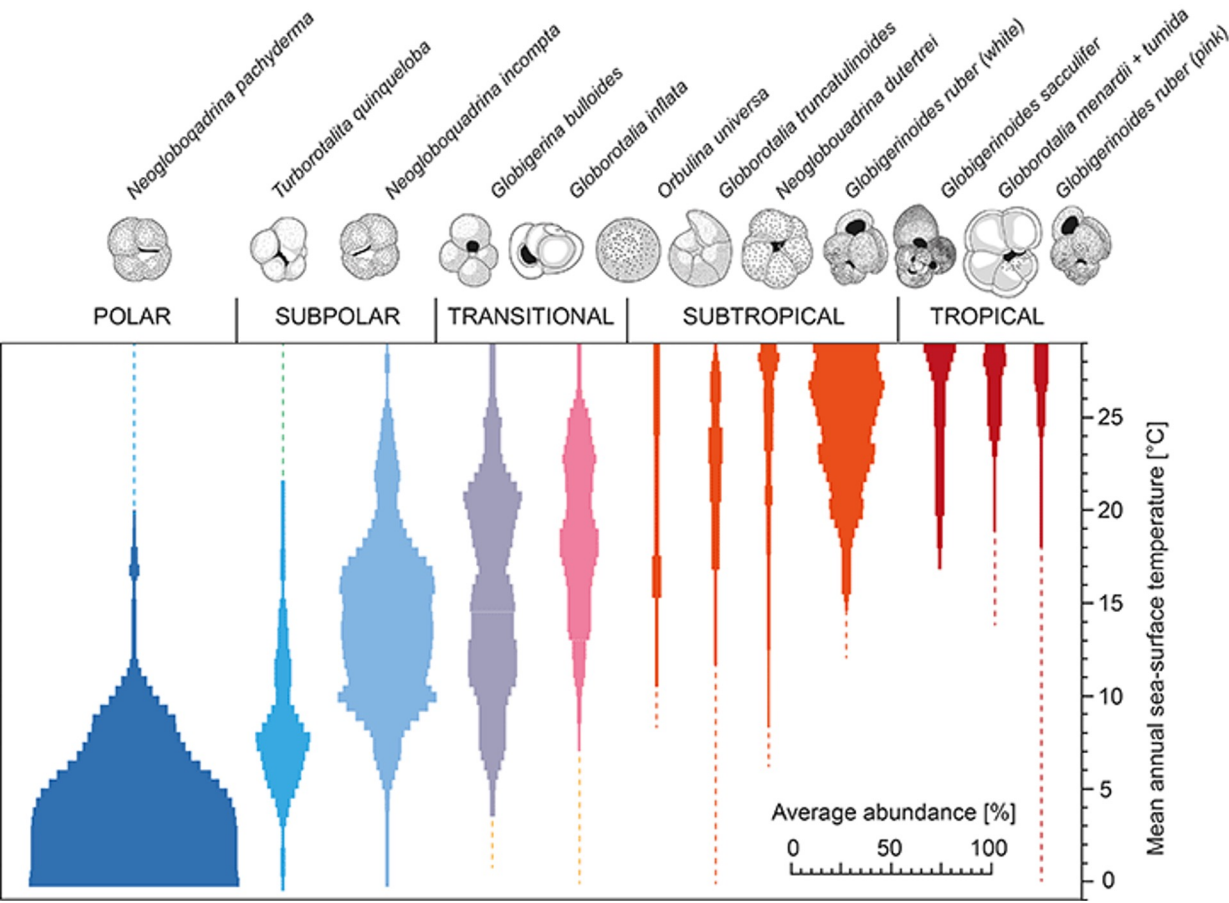 Neogloboqadrina pachyderma
Turborotalita quinqueloba
Neogloboquadrina incompta
Globigerina bulloides
Globorotalia inflata
Orbulina universa
Globorotalia truncatulinoides
Neoglobouadrina dutertrei
Globigerinoides ruber (white)
Globigerinoides sacculifer
Globorotalia menardii + tumida
Globigerinoides ruber (pink)
POLAR
SUBPOLAR
TRANSITIONAL
SUBTROPICAL
TROPICAL
25
20
15
10
5
0
Mean annual sea-surface temperature [°C]
Average abundance [%]
0 50 100